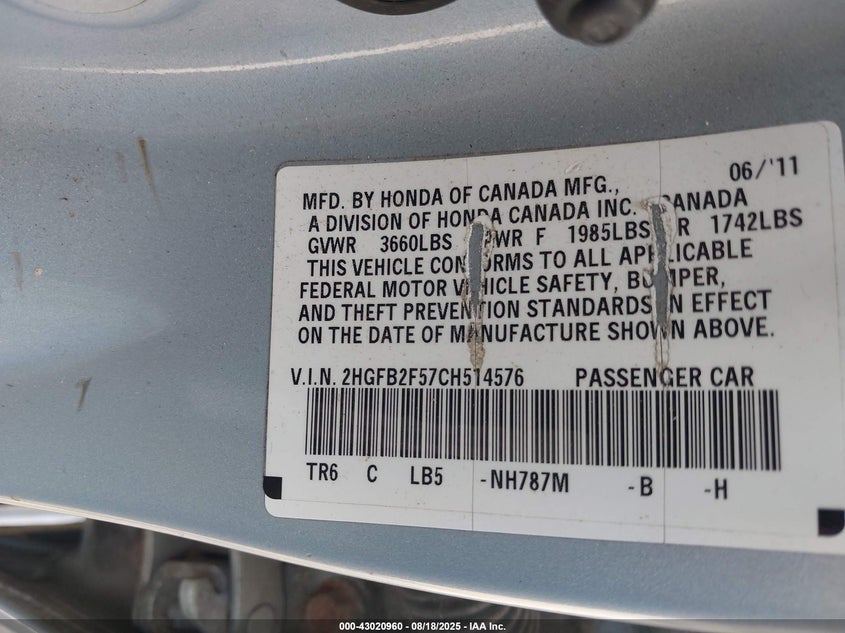 06/'11
MFD. BY HONDA OF CANADA MFG.,
A DIVISION OF HONDA CANADA INC. CANADA
GVWR 3660LBS GAWR F 1985LBS R 1742LBS
THIS VEHICLE CONFORMS TO ALL APPLICABLE
FEDERAL MOTOR VEHICLE SAFETY, BUMPER,
AND THEFT PREVENTION STANDARDS IN EFFECT
ON THE DATE OF MANUFACTURE SHOWN ABOVE.
V.I.N. 2HGFB2F57CH514576 PASSENGER CAR
TR6 C LB5 -NH787M -B -H
000-43020960 - 08/18/2025 - IAA Inc.